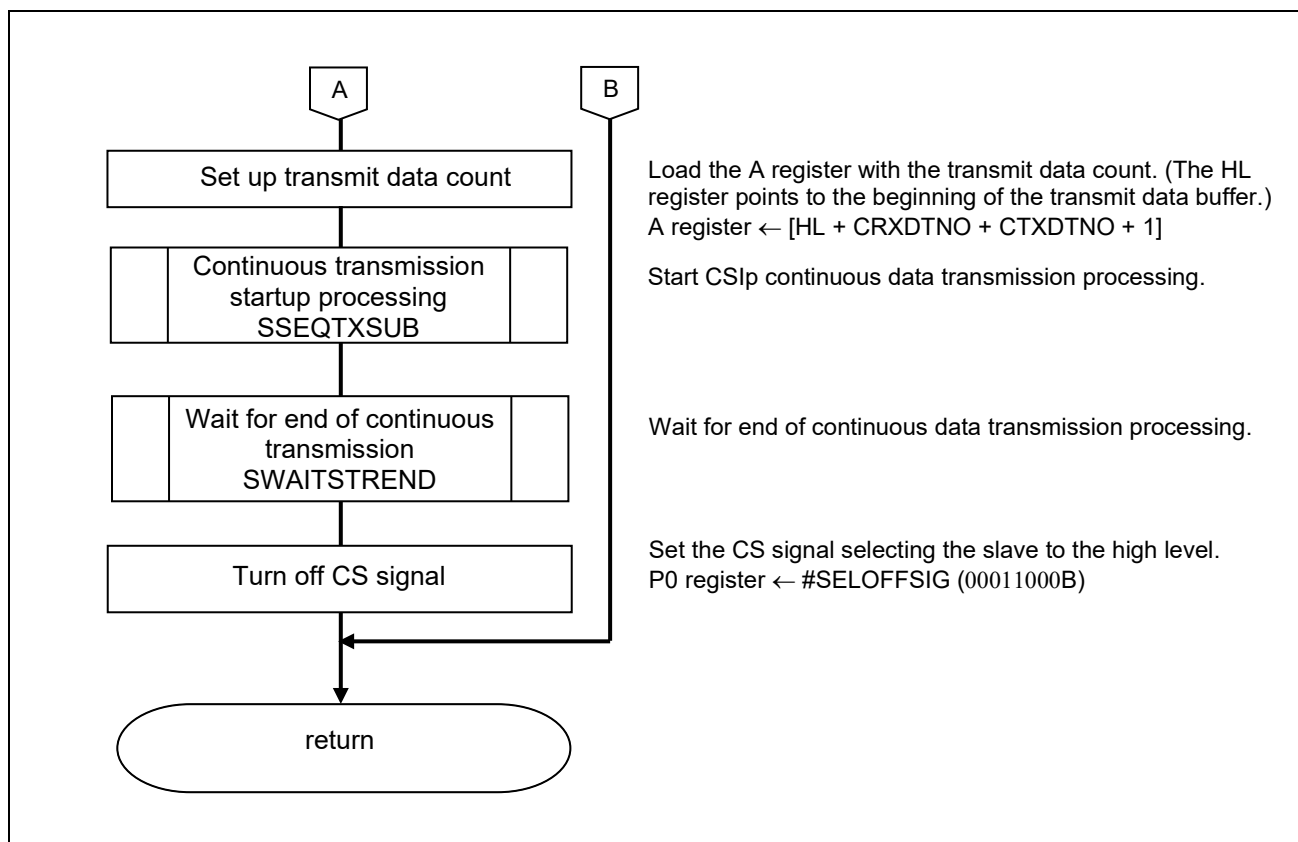 A
B
Set up transmit data count
Load the A register with the transmit data count. (The HL
register points to the beginning of the transmit data buffer.)
A register ← [HL + CRXDTNO + CTXDTNO + 1]
Continuous transmission
startup processing
SSEQTXSUB
Start CSIp continuous data transmission processing.
Wait for end of continuous
transmission
SWAITSTREND
Wait for end of continuous data transmission processing.
Turn off CS signal
Set the CS signal selecting the slave to the high level.
P0 register ← #SELOFFSIG (00011000B)
return